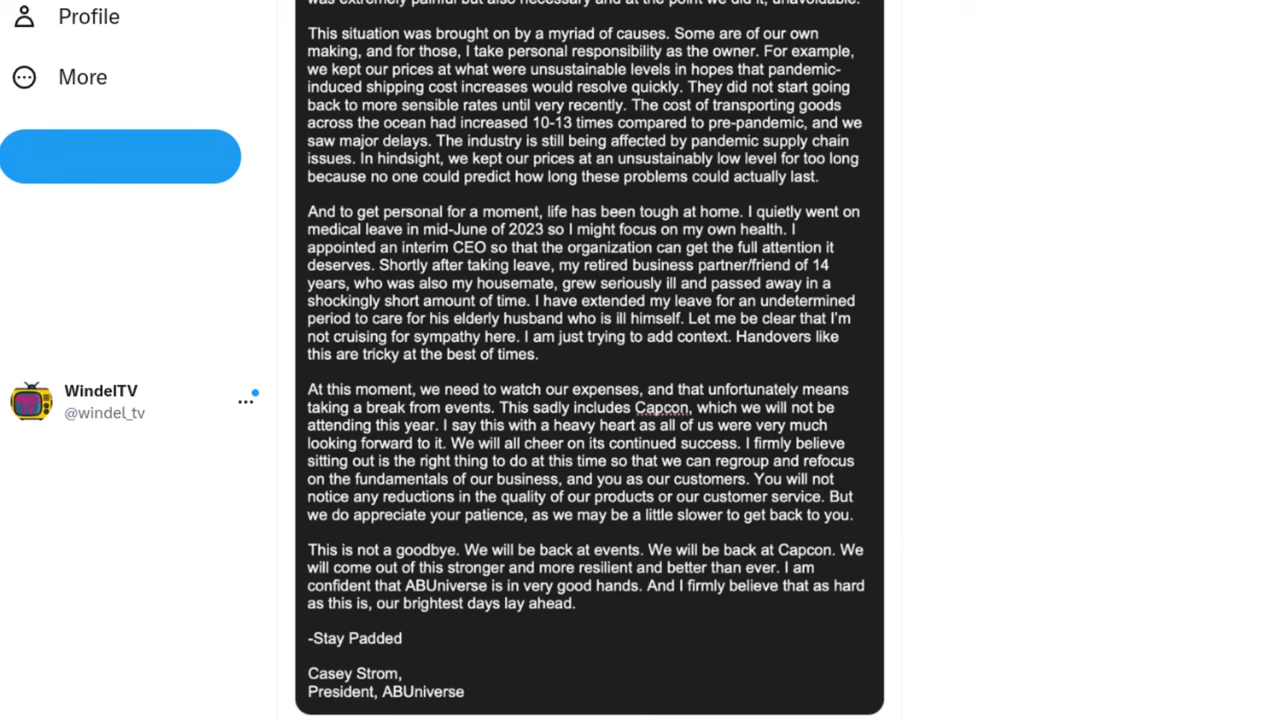 Profile
More
WindelTV
@windel_tv
was extremely painful but also necessary and at the point we did it, unavoidable.
This situation was brought on by a myriad of causes. Some are of our own
making, and for those, I take personal responsibility as the owner. For example,
we kept our prices at what were unsustainable levels in hopes that pandemic-
induced shipping cost increases would resolve quickly. They did not start going
back to more sensible rates until very recently. The cost of transporting goods
across the ocean had increased 10-13 times compared to pre-pandemic, and we
saw major delays. The industry is still being affected by pandemic supply chain
issues. In hindsight, we kept our prices at an unsustainably low level for too long
because no one could predict how long these problems could actually last.
And to get personal for a moment, life has been tough at home. I quietly went on
medical leave in mid-June of 2023 so I might focus on my own health. I
appointed an interim CEO so that the organization can get the full attention it
deserves. Shortly after taking leave, my retired business partner/friend of 14
years, who was also my housemate, grew seriously ill and passed away in a
shockingly short amount of time. I have extended my leave for an undetermined
period to care for his elderly husband who is ill himself. Let me be clear that I'm
not cruising for sympathy here. I am just trying to add context. Handovers like
this are tricky at the best of times.
At this moment, we need to watch our expenses, and that unfortunately means
taking a break from events. This sadly includes Capcon, which we will not be
attending this year. I say this with a heavy heart as all of us were very much
looking forward to it. We will all cheer on its continued success. I firmly believe
sitting out is the right thing to do at this time so that we can regroup and refocus
on the fundamentals of our business, and you as our customers. You will not
notice any reductions in the quality of our products or our customer service. But
we do appreciate your patience, as we may be a little slower to get back to you.
This is not a goodbye. We will be back at events. We will be back at Capcon. We
will come out of this stronger and more resilient and better than ever. I am
confident that ABUniverse is in very good hands. And I firmly believe that as hard
as this is, our brightest days lay ahead.
-Stay Padded
Casey Strom,
President, ABUniverse